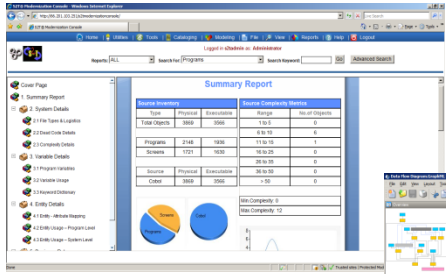 Modernization Console - Windows Internet Explorer
Home Utilities Tools Cataloging Modeling File View Reports Help Logout
Logged in as: Administrator
Reports: ALL Search For: Programs Search Keyword: GO Advanced Search
Cover Page
1. Summary Report
2. System Details
2.1 File Types & Logistics
2.2 Dead Code Details
2.3 Complexity Details
3. Variable Details
3.1 Program Variables
3.2 Variable Usage
3.3 Keyword Dictionary
4. Entity Details
4.1 Entity - Attribute Mapping
4.2 Entity Usage - Program Level
4.3 Entity Usage - System Level
Summary Report
Source Inventory
Type Physical Executable
Total Objects 3869 3566
Programs 2148 1936
Screens 1721 1630
Source Physical Executable
Cobol 3869 3566
Source Complexity Metrics
Range No.of Objects
1 to 5 0
6 to 10 6
11 to 15 1
16 to 25 0
26 to 35 0
36 to 50 0
> 50 0
Min Complexity: 0
Max Complexity: 12
Screens
Programs
Cobol
Data Flow Diagram
File Edit View Layout